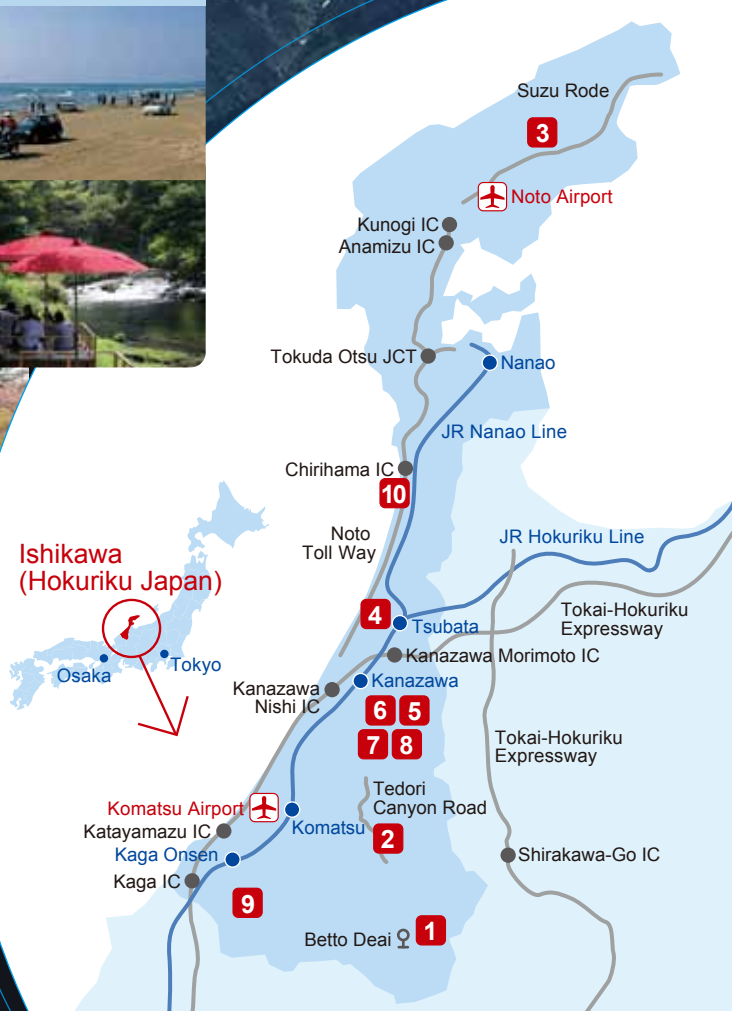 Suzu Rode
3
Noto Airport
Kunogi IC
Anamizu IC
Tokuda Otsu JCT
Nanao
JR Nanao Line
Chirihama IC
10
Noto
Toll Way
JR Hokuriku Line
Ishikawa
(Hokuriku Japan)
Osaka
Tokyo
4
Tsubata
Tokai-Hokuriku
Expressway
Kanazawa Morimoto IC
Kanazawa
Kanazawa
Nishi IC
6 5
7 8
Tokai-Hokuriku
Expressway
Tedori
Canyon Road
Komatsu Airport
Komatsu
Katayamazu IC
2
Kaga Onsen
Shirakawa-Go IC
Kaga IC
9
Betto Deai
1